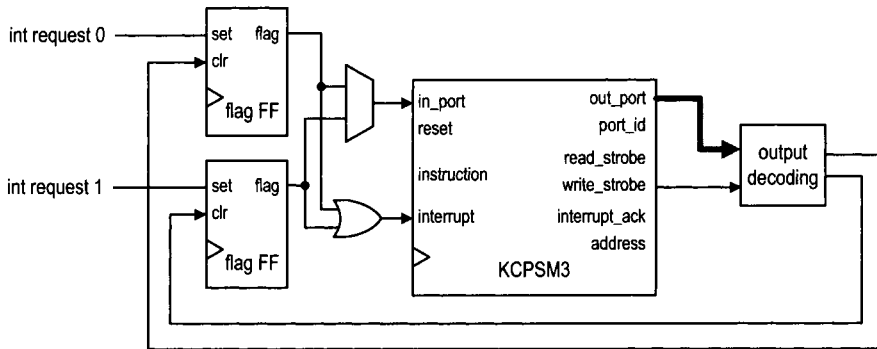 int request 0
set
flag
clr
flag FF
int request 1
set
flag
clr
flag FF
in_port
reset
instruction
interrupt
out_port
port_id
read_strobe
write_strobe
interrupt_ack
address
KCPSM3
output
decoding